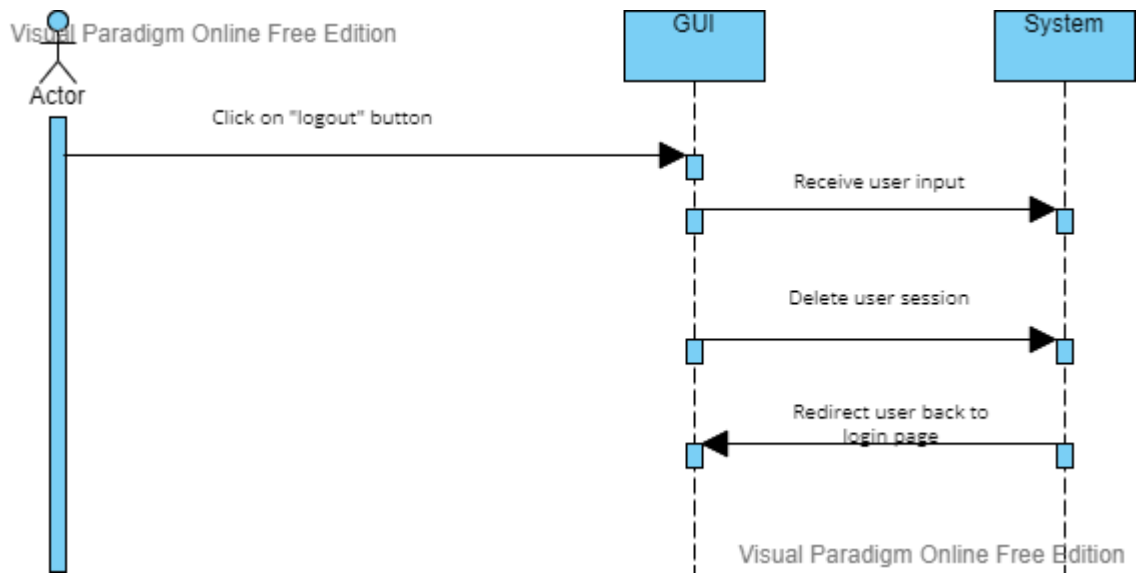 Visual Paradigm Online Free Edition
GUI
System
Actor
Click on "logout" button
Receive user input
Delete user session
Redirect user back to
login page
Visual Paradigm Online Free Edition